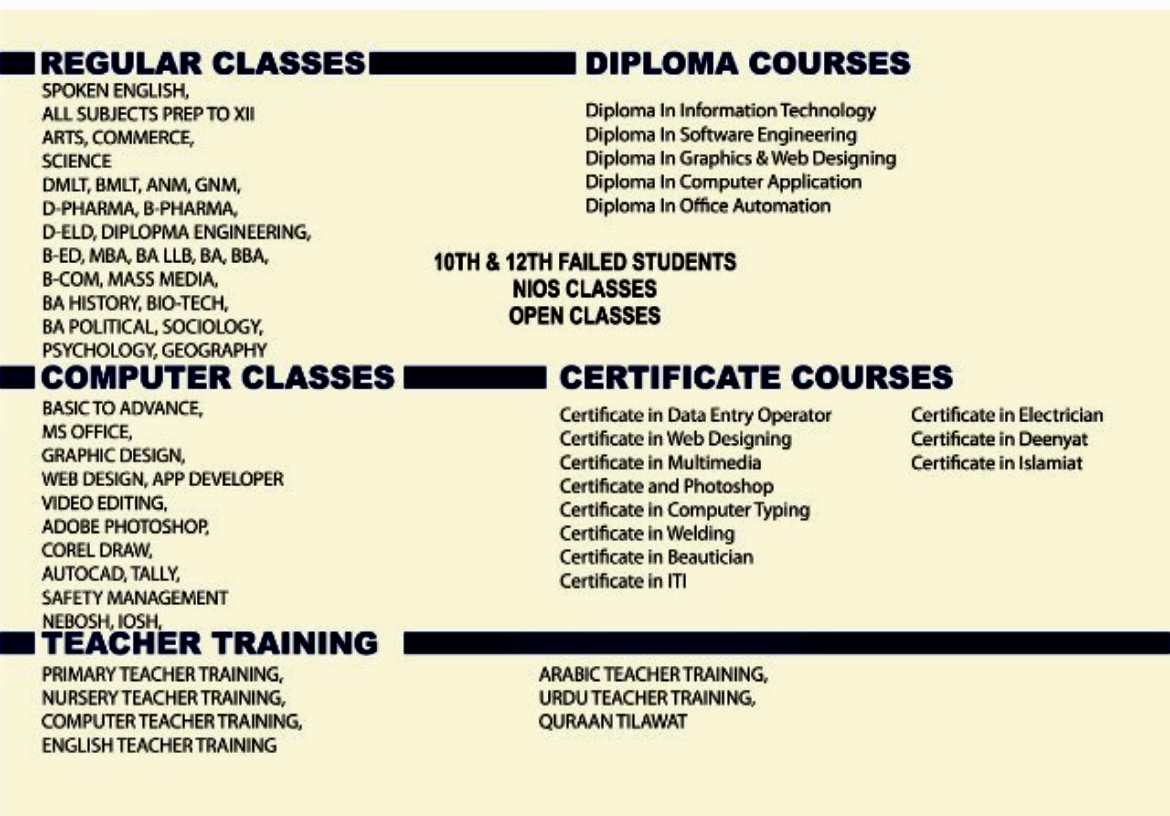 REGULAR CLASSES
SPOKEN ENGLISH,
ALL SUBJECTS PREP TO XII
ARTS, COMMERCE,
SCIENCE
DMLT, BMLT, ANM, GNM,
D-PHARMA, B-PHARMA,
D-ELD, DIPLOPMA ENGINEERING,
B-ED, MBA, BA LLB, BA, BBA,
B-COM, MASS MEDIA,
BA HISTORY, BIO-TECH,
BA POLITICAL, SOCIOLOGY,
PSYCHOLOGY, GEOGRAPHY
DIPLOMA COURSES
Diploma In Information Technology
Diploma In Software Engineering
Diploma In Graphics & Web Designing
Diploma In Computer Application
Diploma In Office Automation
10TH & 12TH FAILED STUDENTS
NIOS CLASSES
OPEN CLASSES
COMPUTER CLASSES
BASIC TO ADVANCE,
MS OFFICE,
GRAPHIC DESIGN,
WEB DESIGN, APP DEVELOPER
VIDEO EDITING,
ADOBE PHOTOSHOP,
COREL DRAW,
AUTOCAD, TALLY,
SAFETY MANAGEMENT
NEBOSH, IOSH,
CERTIFICATE COURSES
Certificate in Data Entry Operator
Certificate in Web Designing
Certificate in Multimedia
Certificate and Photoshop
Certificate in Computer Typing
Certificate in Welding
Certificate in Beautician
Certificate in ITI
Certificate in Electrician
Certificate in Deenyat
Certificate in Islamiat
TEACHER TRAINING
PRIMARY TEACHER TRAINING,
NURSERY TEACHER TRAINING,
COMPUTER TEACHER TRAINING,
ENGLISH TEACHER TRAINING
ARABIC TEACHER TRAINING,
URDU TEACHER TRAINING,
QURAAN TILAWAT